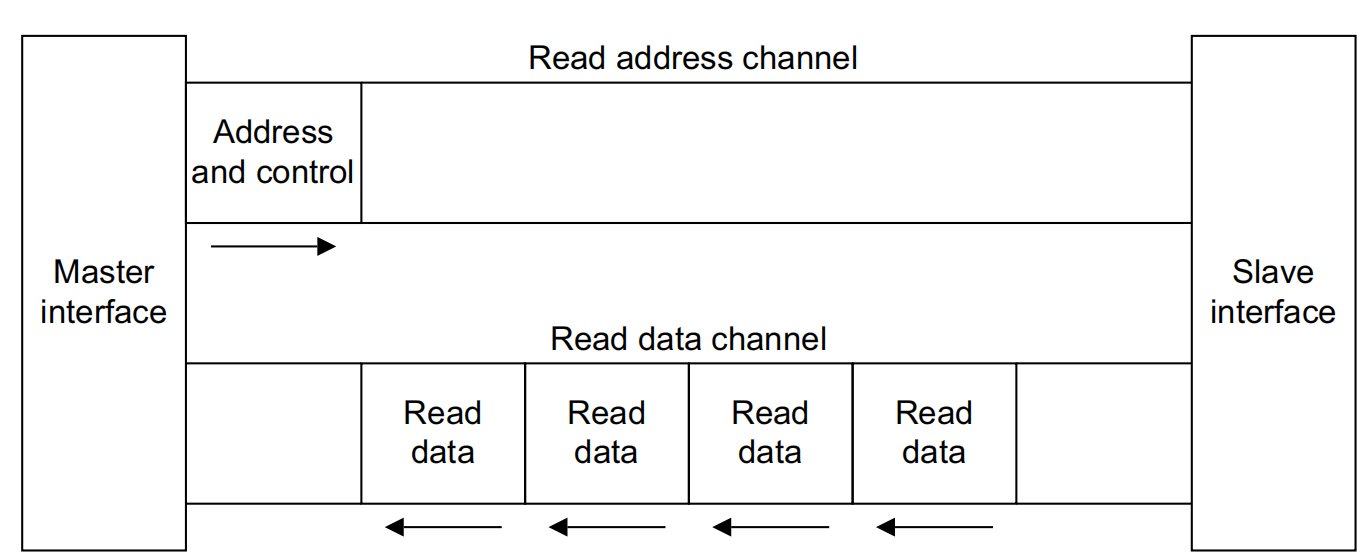 Read address channel
Address
and control
Master
interface
Slave
interface
Read data channel
Read
data
Read
data
Read
data
Read
data